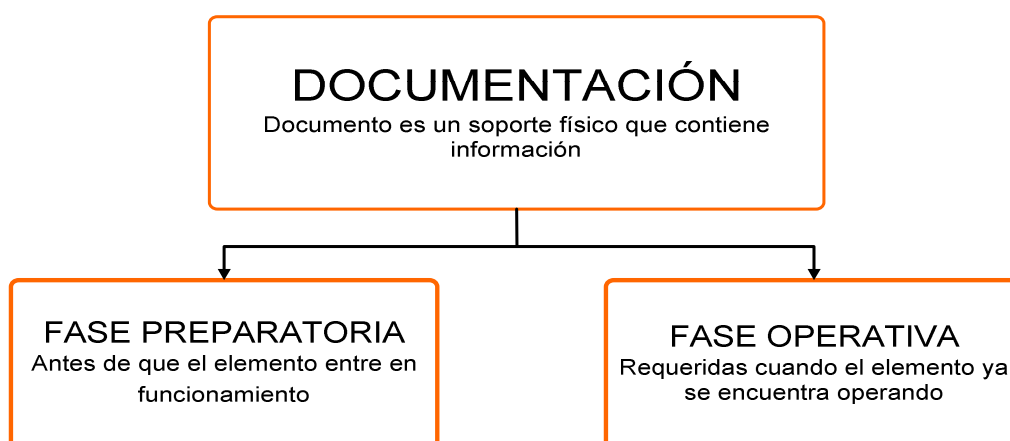 DOCUMENTACIÓN
Documento es un soporte físico que contiene
información
FASE PREPARATORIA
Antes de que el elemento entre en
funcionamiento
FASE OPERATIVA
Requeridas cuando el elemento ya
se encuentra operando